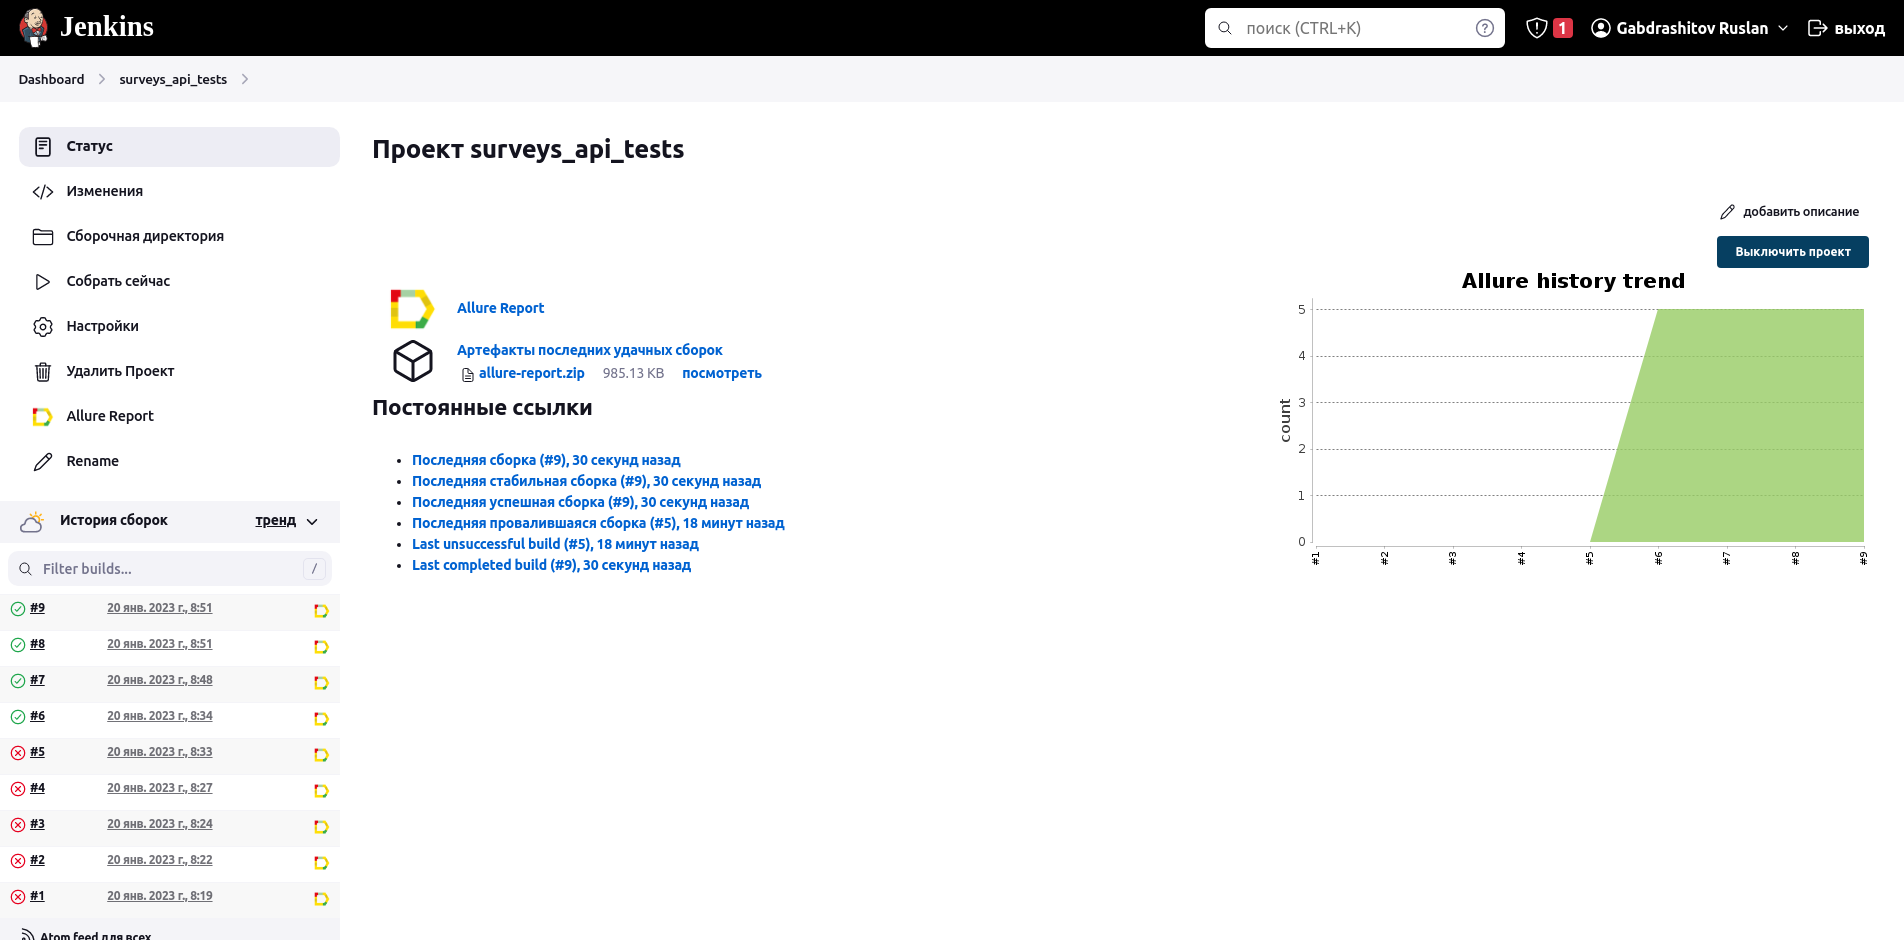 Jenkins
поиск (CTRL+K)
1
Gabdrashitov Ruslan
выход
Dashboard
surveys_api_tests
Статус
Изменения
Сборочная директория
Собрать сейчас
Настройки
Удалить Проект
Allure Report
Rename
История сборок
тренд
Filter builds...
/
#9 20 янв. 2023 г., 8:51
#8 20 янв. 2023 г., 8:51
#7 20 янв. 2023 г., 8:48
#6 20 янв. 2023 г., 8:34
#5 20 янв. 2023 г., 8:33
#4 20 янв. 2023 г., 8:27
#3 20 янв. 2023 г., 8:24
#2 20 янв. 2023 г., 8:22
#1 20 янв. 2023 г., 8:19
Atom feed для всех
Проект surveys_api_tests
добавить описание
Выключить проект
Allure Report
Артефакты последних удачных сборок
allure-report.zip 985.13 KB посмотреть
Постоянные ссылки
Последняя сборка (#9), 30 секунд назад
Последняя стабильная сборка (#9), 30 секунд назад
Последняя успешная сборка (#9), 30 секунд назад
Последняя провалившаяся сборка (#5), 18 минут назад
Last unsuccessful build (#5), 18 минут назад
Last completed build (#9), 30 секунд назад
Allure history trend
count
5
4
3
2
1
0
#1 #2 #3 #4 #5 #6 #7 #8 #9